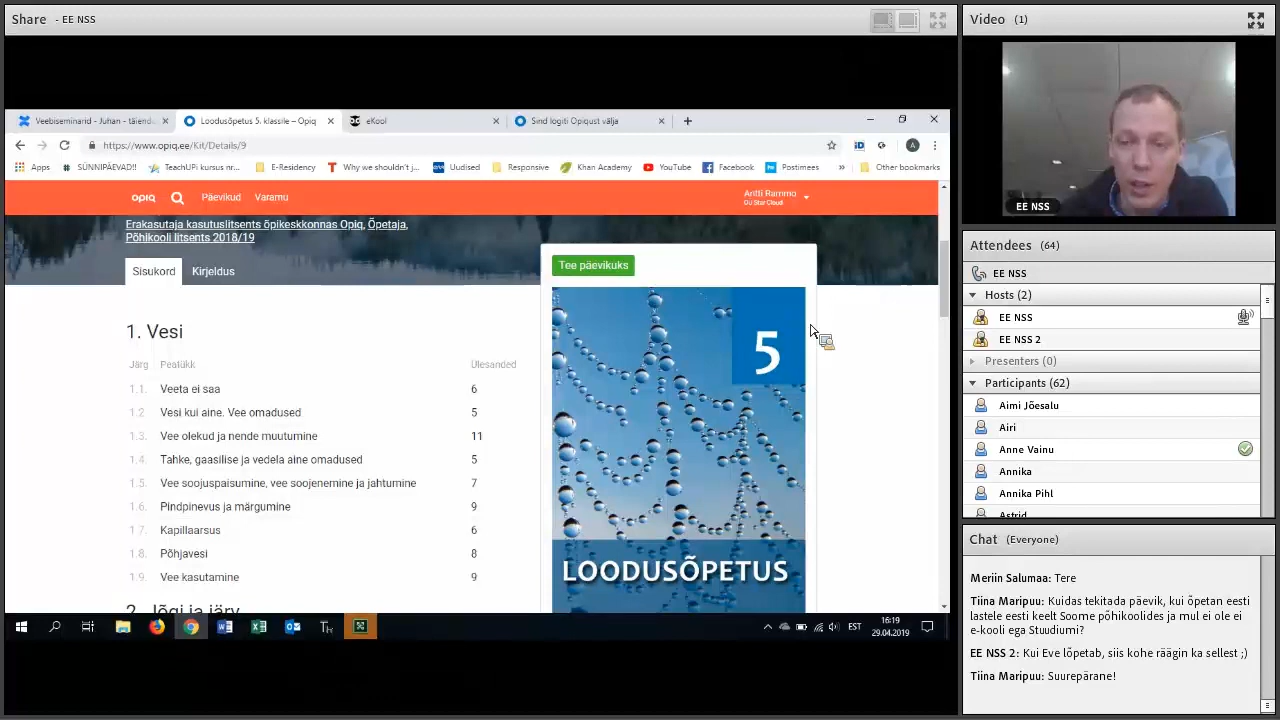 Share - EE NSS
Veebiseminarid - Juhan - täiend...
Loodusõpetus 5. klassile – Opiq
eKool
Sind logiti Opiqust välja
https://www.opiq.ee/Kit/Details/9
Apps
SÜNNIPÄEVAD!!
TeachUPi kursus nr...
E-Residency
Why we shouldn't j...
Uudised
Responsive
Khan Academy
YouTube
Facebook
Postimees
Other bookmarks
opiq
Päevikud
Varamu
Antti Rammo
OÜ Star Cloud
Erakasutaja kasutuslitsents õpikeskkonnas Opiq, Õpetaja,
Põhikooli litsents 2018/19
Sisukord
Kirjeldus
Tee päevikuks
5
LOODUSÕPETUS
1. Vesi
Järg Peatükk Ülesanded
1.1. Veeta ei saa 6
1.2 Vesi kui aine. Vee omadused 5
1.3. Vee olekud ja nende muutumine 11
1.4. Tahke, gaasilise ja vedela aine omadused 5
1.5. Vee soojuspaisumine, vee soojenemine ja jahtumine 7
1.6. Pindpinevus ja märgumine 9
1.7. Kapillaarsus 6
1.8. Põhjavesi 8
1.9. Vee kasutamine 9
2. Jõgi ja järv
EST
16:19
29.04.2019
Video (1)
EE NSS
Attendees (64)
EE NSS
Hosts (2)
EE NSS
EE NSS 2
Presenters (0)
Participants (62)
Aimi Jõesalu
Airi
Anne Vainu
Annika
Annika Pihl
Astrid
Chat (Everyone)
Meriin Salumaa: Tere
Tiina Maripuu: Kuidas tekitada päevik, kui õpetan eesti
lastele eesti keelt Soome põhikoolides ja mul ei ole ei
e-kooli ega Stuudiumi?
EE NSS 2: Kui Eve lõpetab, siis kohe räägin ka sellest ;)
Tiina Maripuu: Suurepärane!